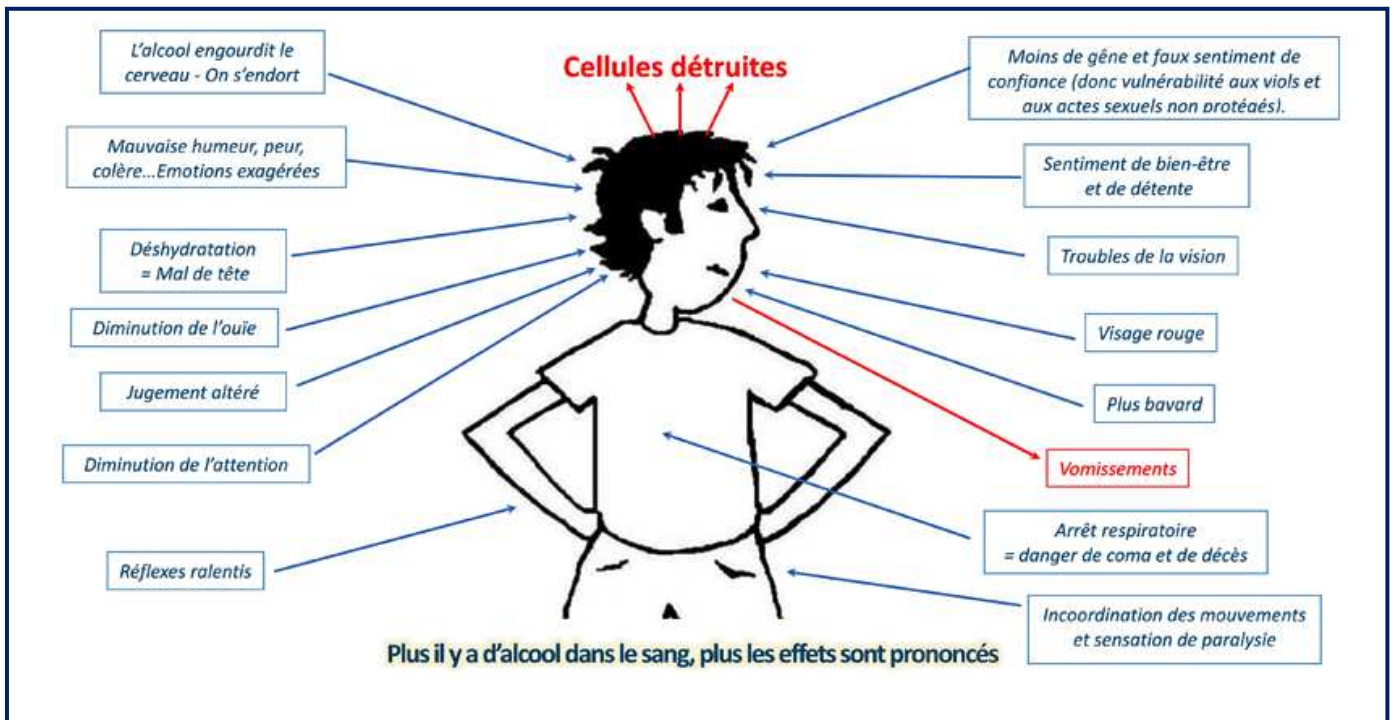 L'alcool engourdit le
cerveau - On s'endort
Mauvaise humeur, peur,
colère...Emotions exagérées
Déshydratation
= Mal de tête
Diminution de l'ouïe
Jugement altéré
Diminution de l'attention
Réflexes ralentis
Cellules détruites
Moins de gêne et faux sentiment de
confiance (donc vulnérabilité aux viols et
aux actes sexuels non protégés).
Sentiment de bien-être
et de détente
Troubles de la vision
Visage rouge
Plus bavard
Vomissements
Arrêt respiratoire
= danger de coma et de décès
Incoordination des mouvements
et sensation de paralysie
Plus il y a d'alcool dans le sang, plus les effets sont prononcés